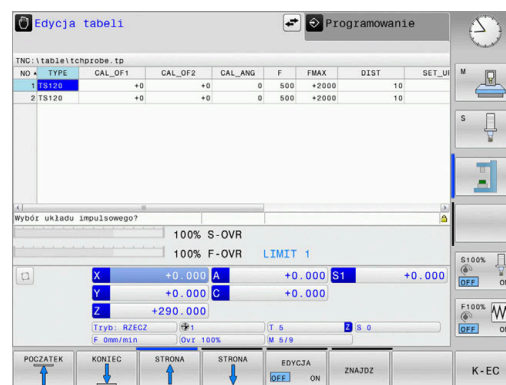 Edycja tabeli
Programowanie
TNC:\table\tchprobe.tp
NO TYPE CAL_OF1 CAL_OF2 CAL_ANG F FMAX DIST
1 TS120 +0 +0 0 500 +2000 10
2 TS120 +0 +0 0 500 +2000 10
Wybór układu impulsowego?
100% S-OVR
100% F-OVR LIMIT 1
X +0.000 A +0.000 S1 +0.000
Y +0.000 C +0.000
Z +290.000
Tryb: RZECZ 1 T 5 Z S 0
F 0mm/min Ovr 100% M 5/9
M
S
S100%
OFF
F100%
OFF
POCZATEK
KONIEC
STRONA
STRONA
EDYCJA
OFF ON
ZNAJDZ
K-EC